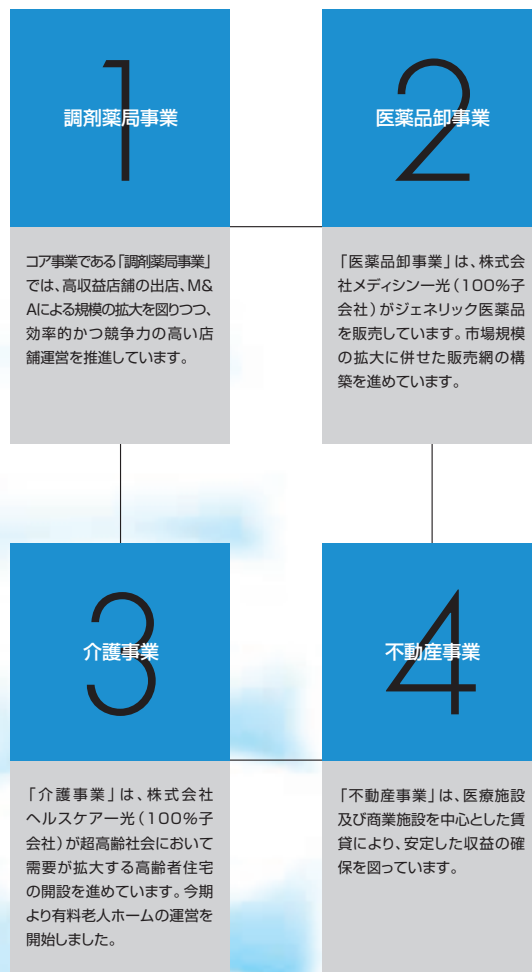 1
調剤薬局事業
コア事業である「調剤薬局事業」
では、高収益店舗の出店、M&
Aによる規模の拡大を図りつつ、
効率的かつ競争力の高い店
舗運営を推進しています。
2
医薬品卸事業
「医薬品卸事業」は、株式会
社メディシン一光（100%子
会社）がジェネリック医薬品
を販売しています。市場規模
の拡大に併せた販売網の構
築を進めています。
3
介護事業
「介護事業」は、株式会社
ヘルスケアー光（100%子
会社）が超高齢社会において
需要が拡大する高齢者住宅
の開設を進めています。今期
より有料老人ホームの運営を
開始しました。
4
不動産事業
「不動産事業」は、医療施設
及び商業施設を中心とした賃
貸により、安定した収益の確
保を図っています。